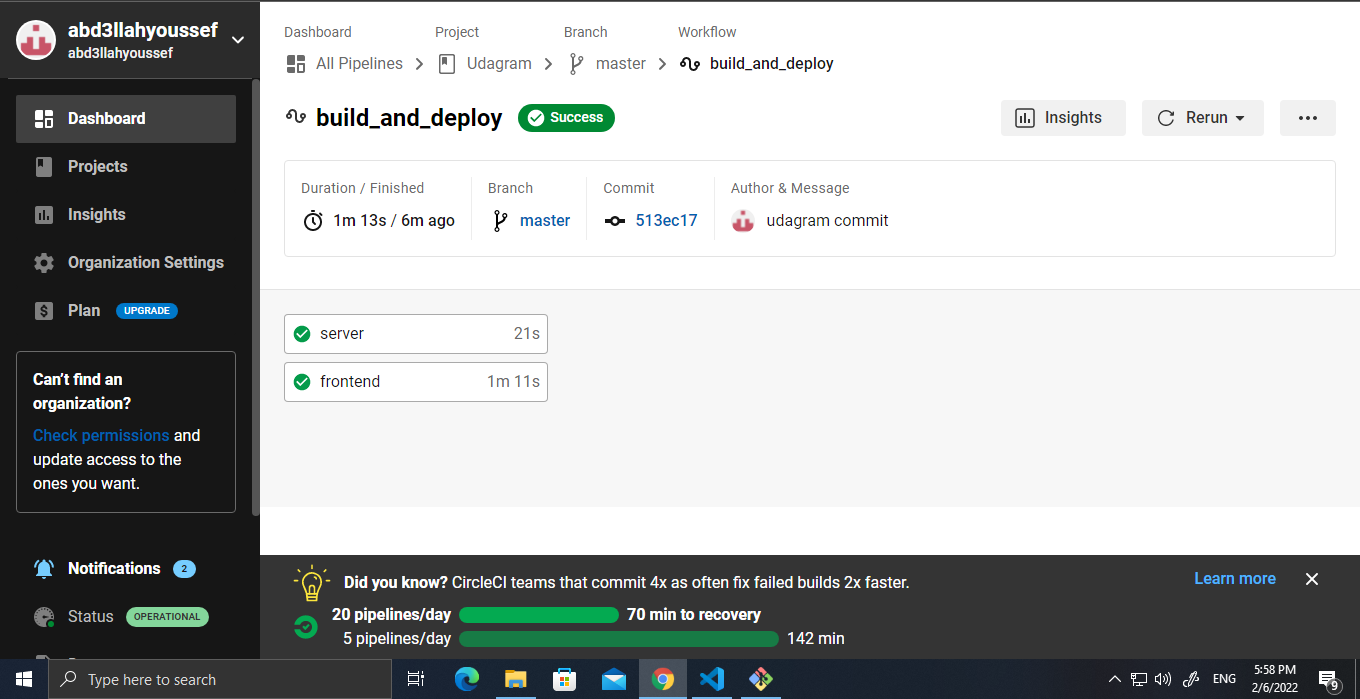 abd3llahyoussef
abd3llahyoussef
Dashboard
Projects
Insights
Organization Settings
Plan UPGRADE
Can't find an
organization?
Check permissions and
update access to the
ones you want.
Notifications 2
Status OPERATIONAL
Dashboard Project Branch Workflow
All Pipelines Udagram master build_and_deploy
build_and_deploy Success Insights Rerun
Duration / Finished Branch Commit Author & Message
1m 13s / 6m ago master 513ec17 udagram commit
server 21s
frontend 1m 11s
Did you know? CircleCI teams that commit 4x as often fix failed builds 2x faster. Learn more
20 pipelines/day 70 min to recovery
5 pipelines/day 142 min
Type here to search
ENG
5:58 PM
2/6/2022
9